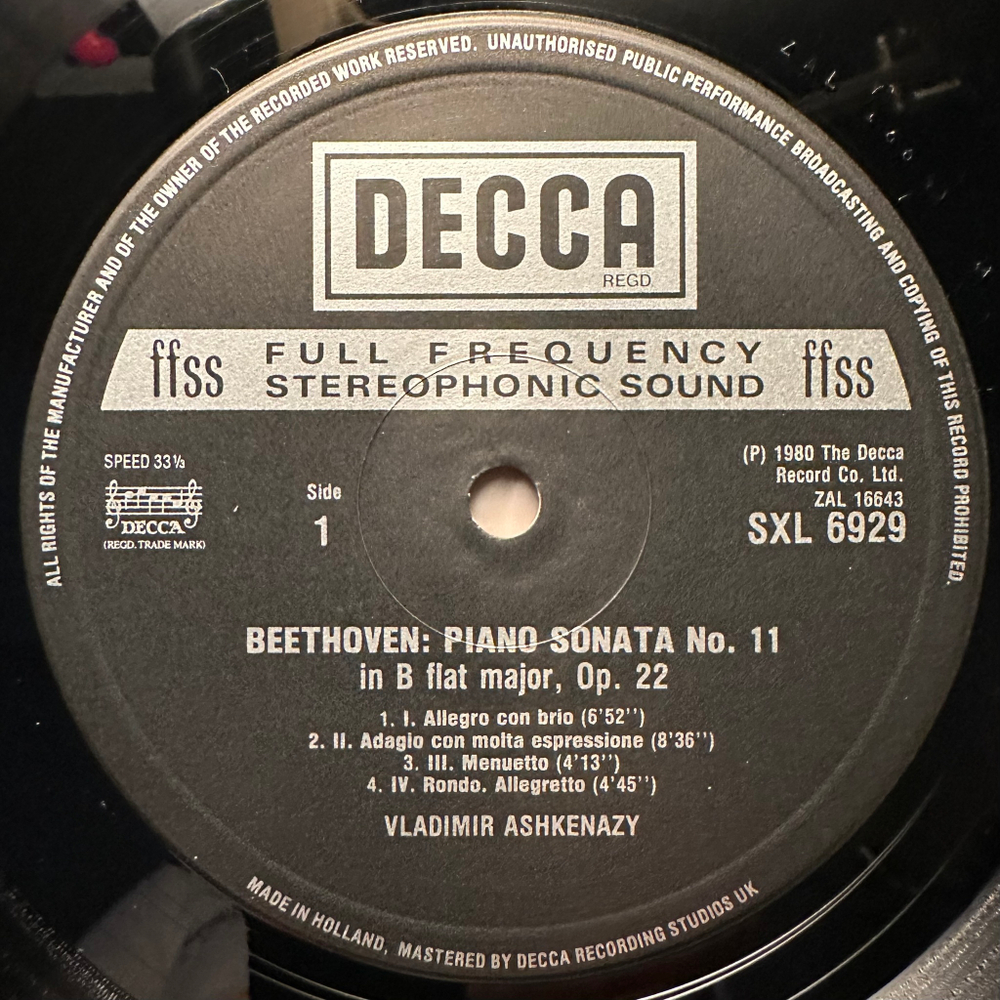 ALL RIGHTS OF THE MANUFACTURER AND OF THE OWNER OF THE RECORDED WORK RESERVED. UNAUTHORISED PUBLIC PERFORMANCE BROADCASTING AND COPYING OF THIS RECORD PROHIBITED.
DECCA
REGD
ffss FULL FREQUENCY STEREOPHONIC SOUND ffss
SPEED 33⅓
DECCA
(REGD. TRADE MARK)
Side
1
(P) 1980 The Decca
Record Co. Ltd.
ZAL 16643
SXL 6929
BEETHOVEN: PIANO SONATA No. 11
in B flat major, Op. 22
1. I. Allegro con brio (6'52'')
2. II. Adagio con molta espressione (8'36'')
3. III. Menuetto (4'13'')
4. IV. Rondo. Allegretto (4'45'')
VLADIMIR ASHKENAZY
MADE IN HOLLAND, MASTERED BY DECCA RECORDING STUDIOS UK
ZAL